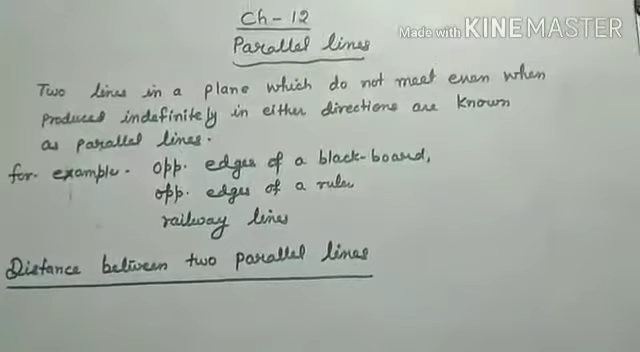 Ch - 12
Made with KINEMASTER
Parallel lines
Two lines in a plane which do not meet even when
produced indefinitely in either directions are known
as parallel lines.
for example - opp. edges of a black-board,
opp. edges of a ruler
railway lines
Distance between two parallel lines